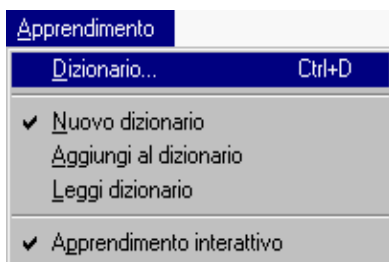 Apprendimento
Dizionario... Ctrl+D
Nuovo dizionario
Aggiungi al dizionario
Leggi dizionario
Apprendimento interattivo